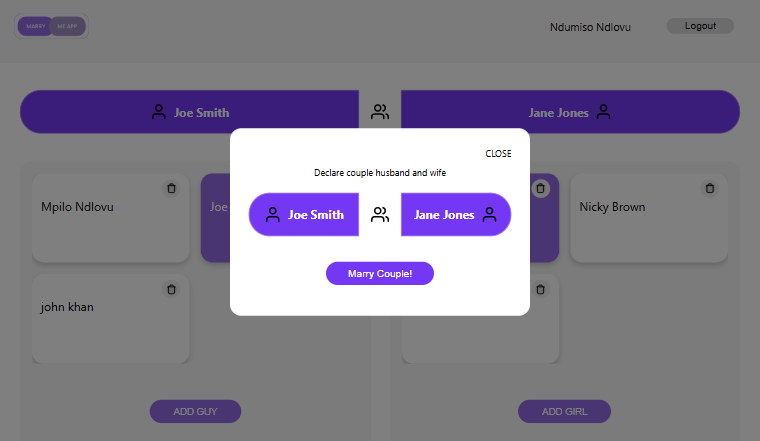 MARRY ME APP
Ndumiso Ndlovu
Logout
Joe Smith
Jane Jones
CLOSE
Declare couple husband and wife
Joe Smith
Jane Jones
Marry Couple!
Mpilo Ndlovu
Joe
Nicky Brown
john khan
ADD GUY
ADD GIRL